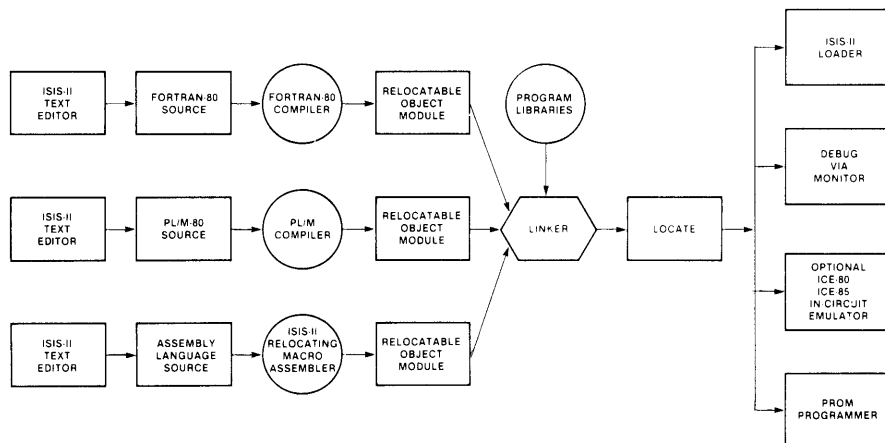 ISIS-II
TEXT
EDITOR
FORTRAN-80
SOURCE
FORTRAN-80
COMPILER
RELOCATABLE
OBJECT
MODULE
PROGRAM
LIBRARIES
ISIS-II
TEXT
EDITOR
PL/M-80
SOURCE
PL/M
COMPILER
RELOCATABLE
OBJECT
MODULE
LINKER
LOCATE
ISIS-II
TEXT
EDITOR
ASSEMBLY
LANGUAGE
SOURCE
ISIS-II
RELOCATING
MACRO
ASSEMBLER
RELOCATABLE
OBJECT
MODULE
ISIS-II
LOADER
DEBUG
VIA
MONITOR
OPTIONAL
ICE-80
ICE-85
IN-CIRCUIT
EMULATOR
PROM
PROGRAMMER